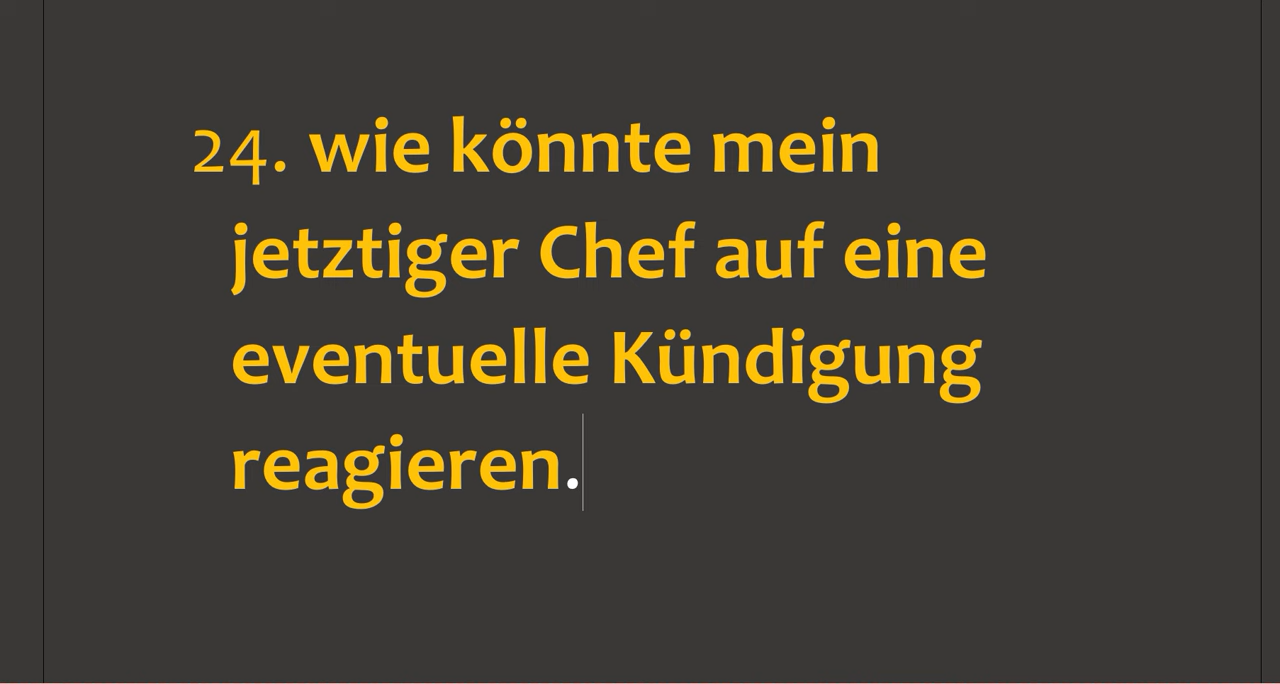 24. wie könnte mein
jetztiger Chef auf eine
eventuelle Kündigung
reagieren.